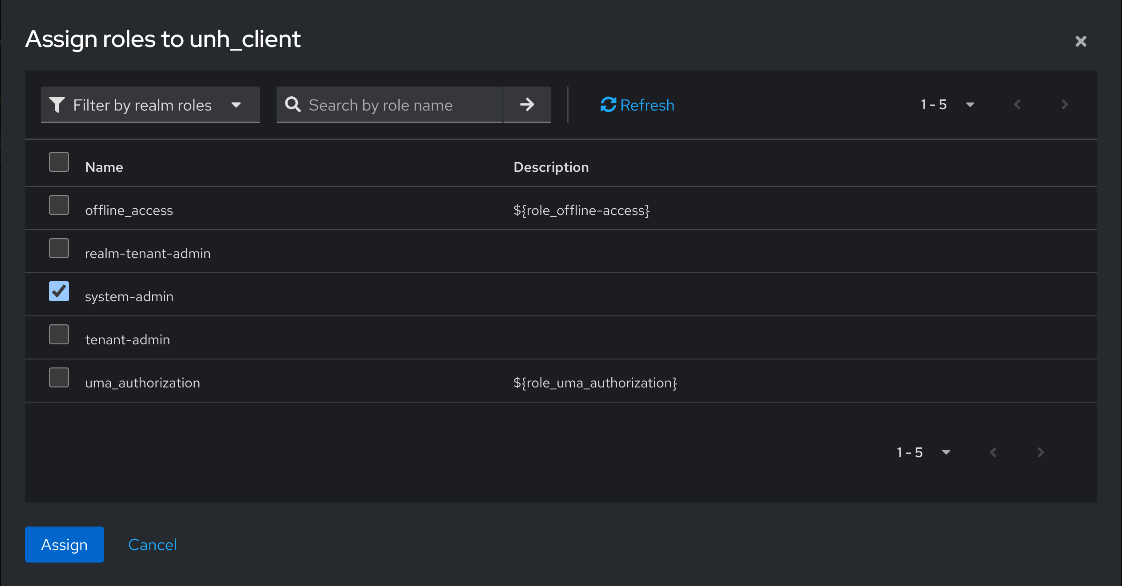 Assign roles to unh_client
Filter by realm roles Search by role name Refresh 1 - 5
Name Description
offline_access ${role_offline-access}
realm-tenant-admin
system-admin
tenant-admin
uma_authorization ${role_uma_authorization}
1 - 5
Assign Cancel